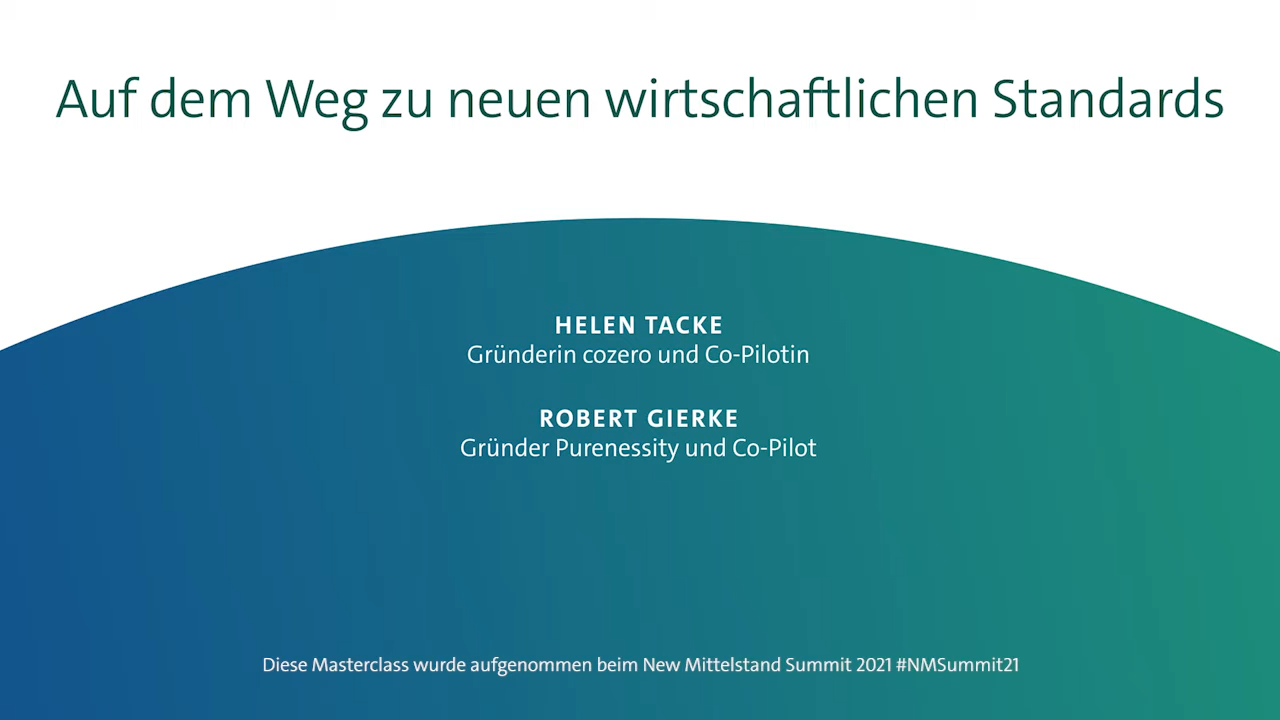 Auf dem Weg zu neuen wirtschaftlichen Standards
HELEN TACKE
Gründerin cozero und Co-Pilotin
ROBERT GIERKE
Gründer Purenessity und Co-Pilot
Diese Masterclass wurde aufgenommen beim New Mittelstand Summit 2021 #NMSummit21